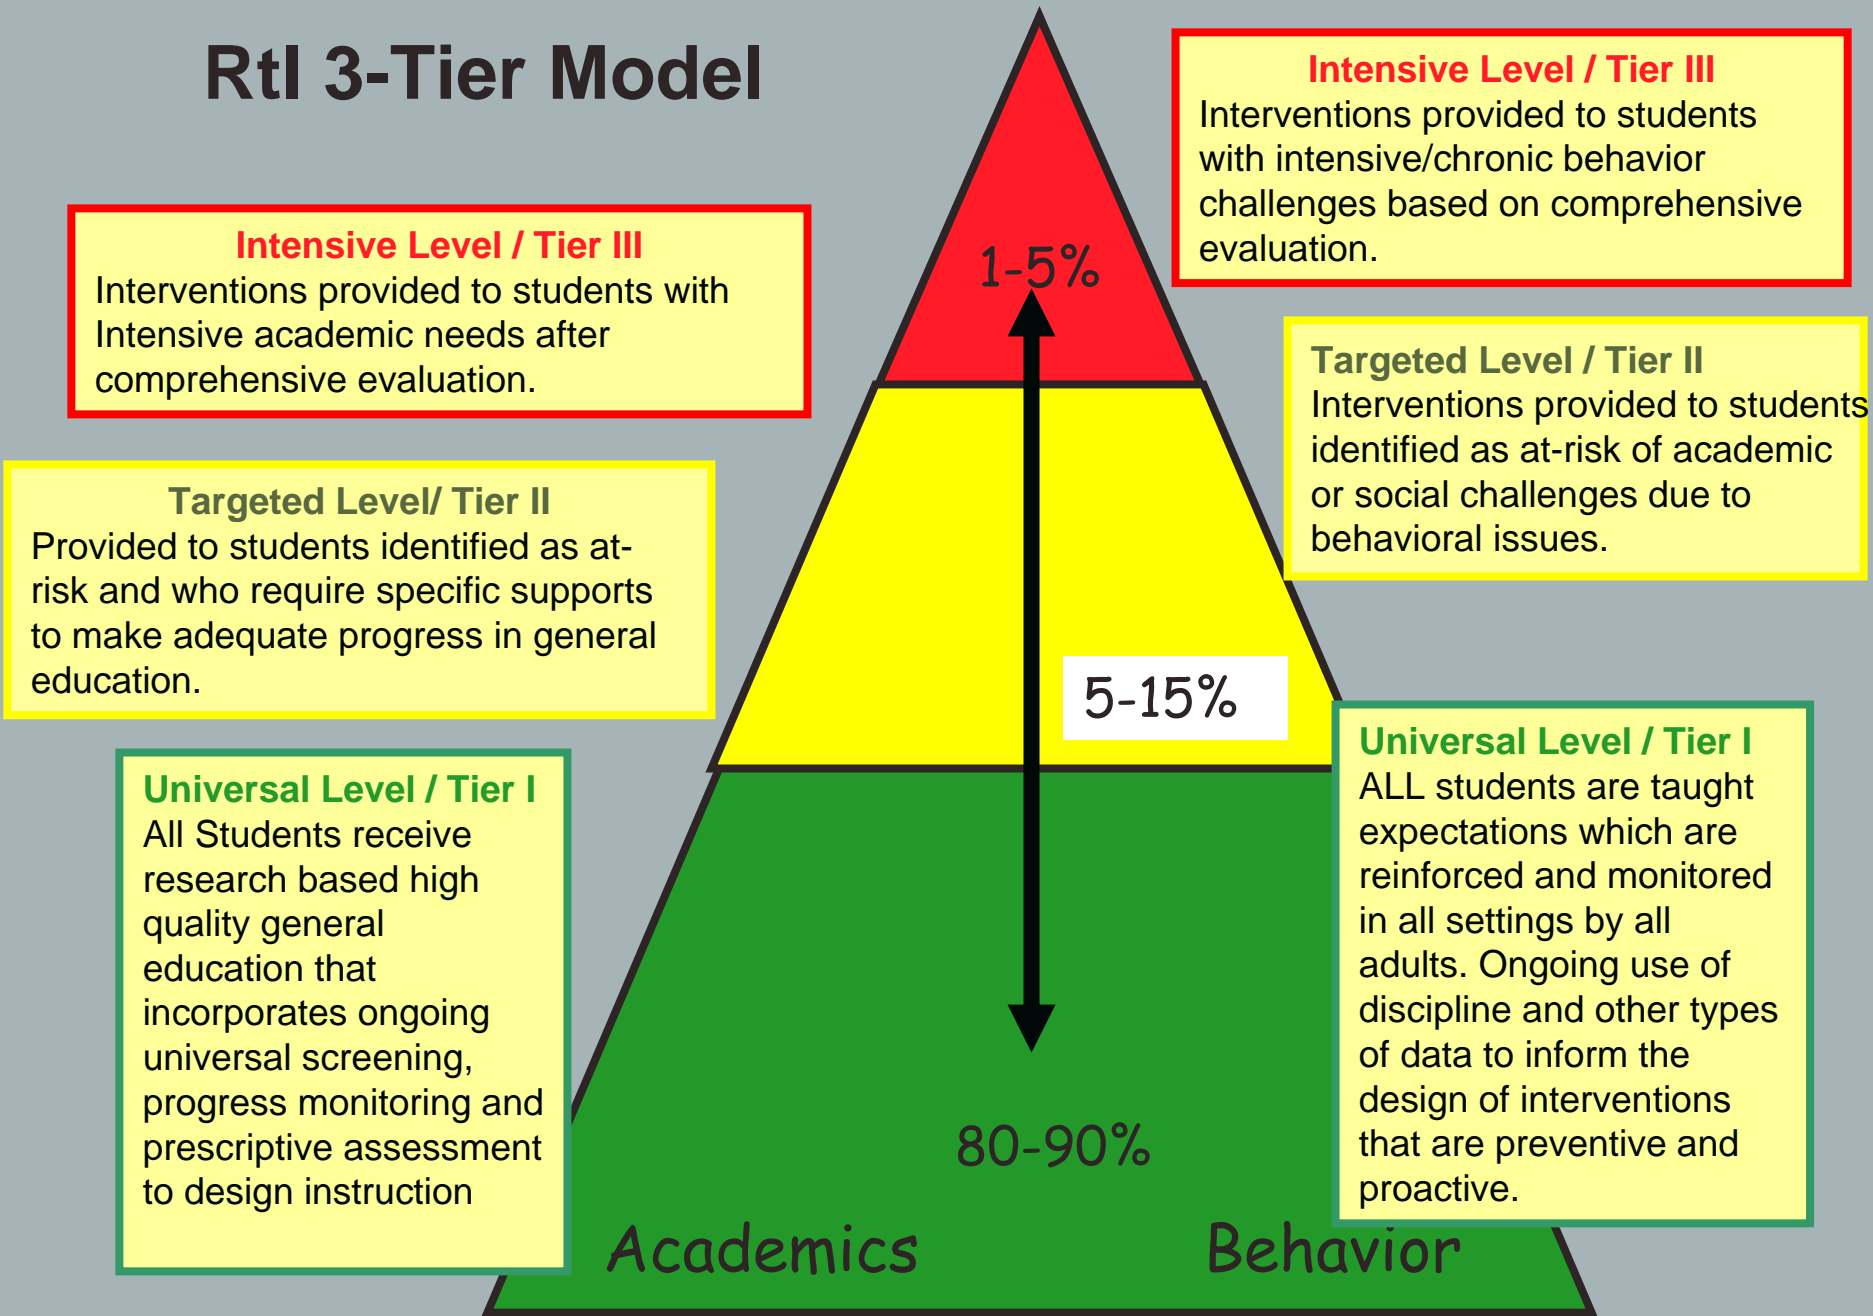 RtI 3-Tier Model
Intensive Level / Tier III
Interventions provided to students with
Intensive academic needs after
comprehensive evaluation.
Targeted Level/ Tier II
Provided to students identified as at-
risk and who require specific supports
to make adequate progress in general
education.
Universal Level / Tier I
All Students receive
research based high
quality general
education that
incorporates ongoing
universal screening,
progress monitoring and
prescriptive assessment
to design instruction
1-5%
5-15%
80-90%
Academics
Behavior
Intensive Level / Tier III
Interventions provided to students
with intensive/chronic behavior
challenges based on comprehensive
evaluation.
Targeted Level / Tier II
Interventions provided to students
identified as at-risk of academic
or social challenges due to
behavioral issues.
Universal Level / Tier I
ALL students are taught
expectations which are
reinforced and monitored
in all settings by all
adults. Ongoing use of
discipline and other types
of data to inform the
design of interventions
that are preventive and
proactive.